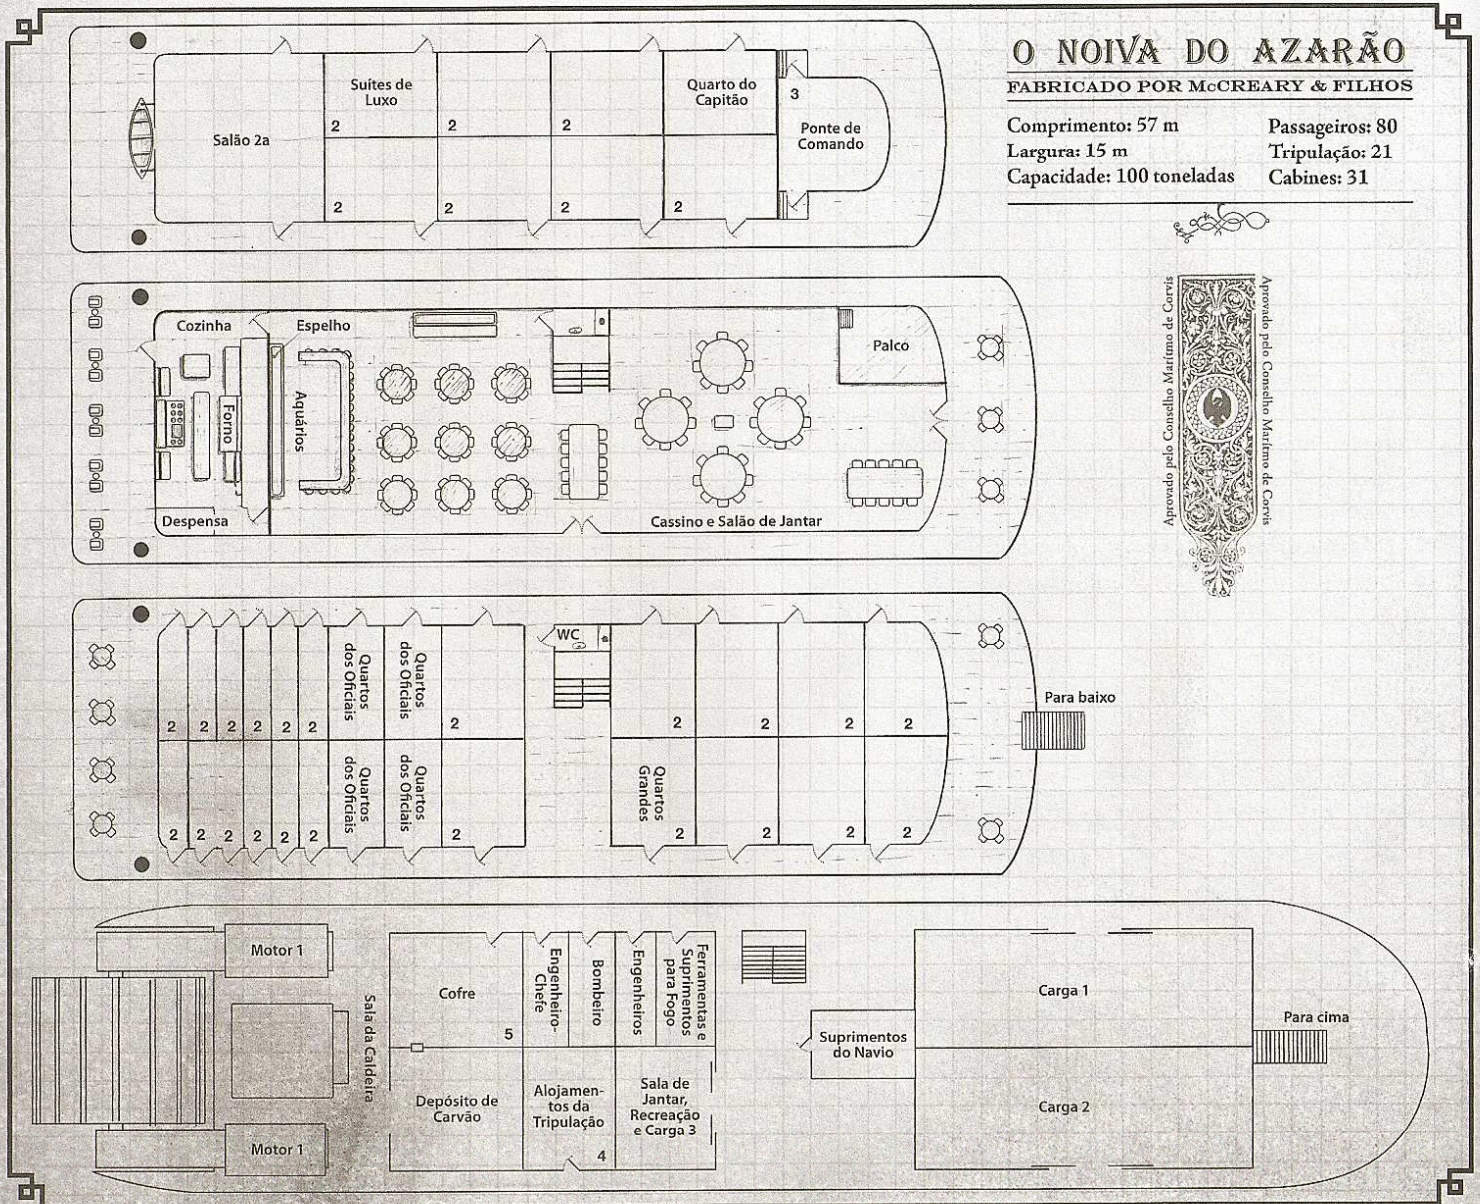 O NOIVA DO AZARÃO
FABRICADO POR McCREARY & FILHOS
Comprimento: 57 m
Largura: 15 m
Capacidade: 100 toneladas
Passageiros: 80
Tripulação: 21
Cabines: 31
Aprovado pelo Conselho Marítmo de Corvis
Aprovado pelo Conselho Marítmo de Corvis
Salão 2a
Suítes de
Luxo
2
2
2
Quarto do
Capitão
3
Ponte de
Comando
2
2
2
2
Cozinha
Espelho
Forno
Aquários
Despensa
Palco
Cassino e Salão de Jantar
Quartos
dos Oficiais
Quartos
dos Oficiais
WC
2
2
2
2
2
2
2
2
2
2
2
Para baixo
Quartos
dos Oficiais
Quartos
dos Oficiais
Quartos
Grandes
2
2
2
2
2
2
2
2
2
2
2
Motor 1
Sala da Caldeira
Cofre
5
Engenheiro-
Chefe
Bombeiro
Engenheiros
Ferramentas e
Suprimentos
para Fogo
Depósito de
Carvão
Alojamen-
tos da
Tripulação
4
Sala de
Jantar,
Recreação
e Carga 3
Motor 1
Suprimentos
do Navio
Carga 1
Carga 2
Para cima